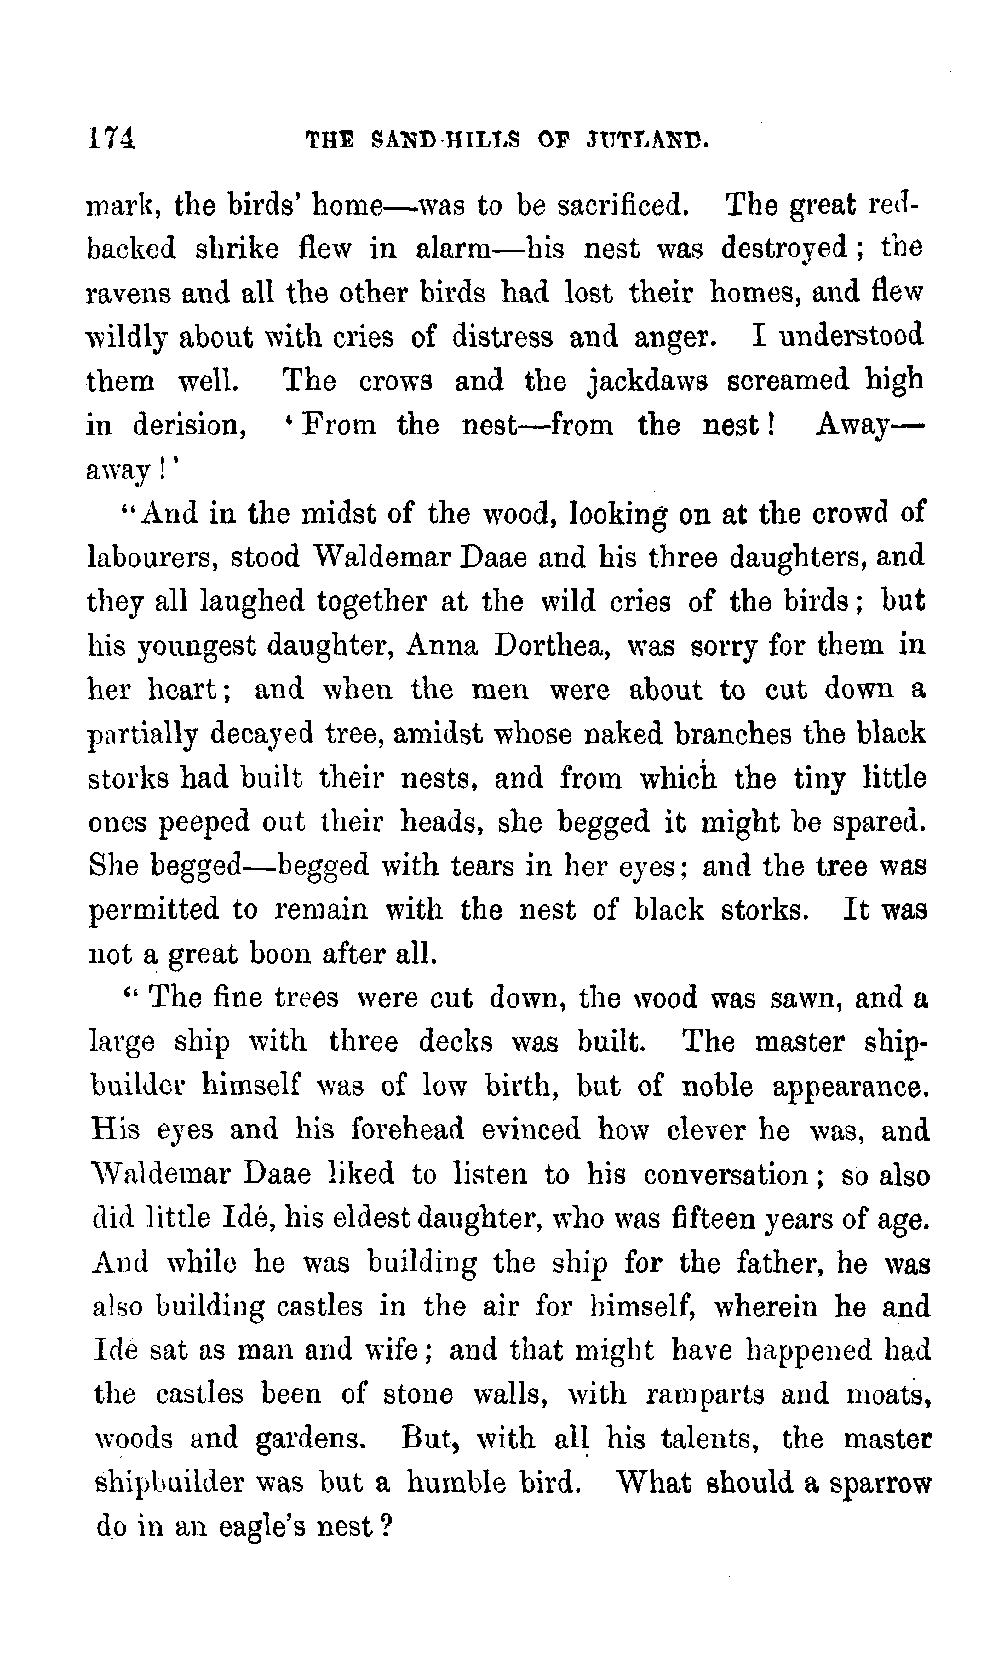 174 THE SAND-HILLS OF JUTLAND.
mark, the birds' home—was to be sacrificed. The great red-
backed shrike flew in alarm—his nest was destroyed; the
ravens and all the other birds had lost their homes, and flew
wildly about with cries of distress and anger. I understood
them well. The crows and the jackdaws screamed high
in derision, 'From the nest—from the nest! Away—
away!'
"And in the midst of the wood, looking on at the crowd of
labourers, stood Waldemar Daae and his three daughters, and
they all laughed together at the wild cries of the birds; but
his youngest daughter, Anna Dorthea, was sorry for them in
her heart; and when the men were about to cut down a
partially decayed tree, amidst whose naked branches the black
storks had built their nests, and from which the tiny little
ones peeped out their heads, she begged it might be spared.
She begged—begged with tears in her eyes; and the tree was
permitted to remain with the nest of black storks. It was
not a great boon after all.
"The fine trees were cut down, the wood was sawn, and a
large ship with three decks was built. The master ship-
builder himself was of low birth, but of noble appearance.
His eyes and his forehead evinced how clever he was, and
Waldemar Daae liked to listen to his conversation; so also
did little Idé, his eldest daughter, who was fifteen years of age.
And while he was building the ship for the father, he was
also building castles in the air for himself, wherein he and
Idé sat as man and wife; and that might have happened had
the castles been of stone walls, with ramparts and moats,
woods and gardens. But, with all his talents, the master
shipbuilder was but a humble bird. What should a sparrow
do in an eagle's nest?